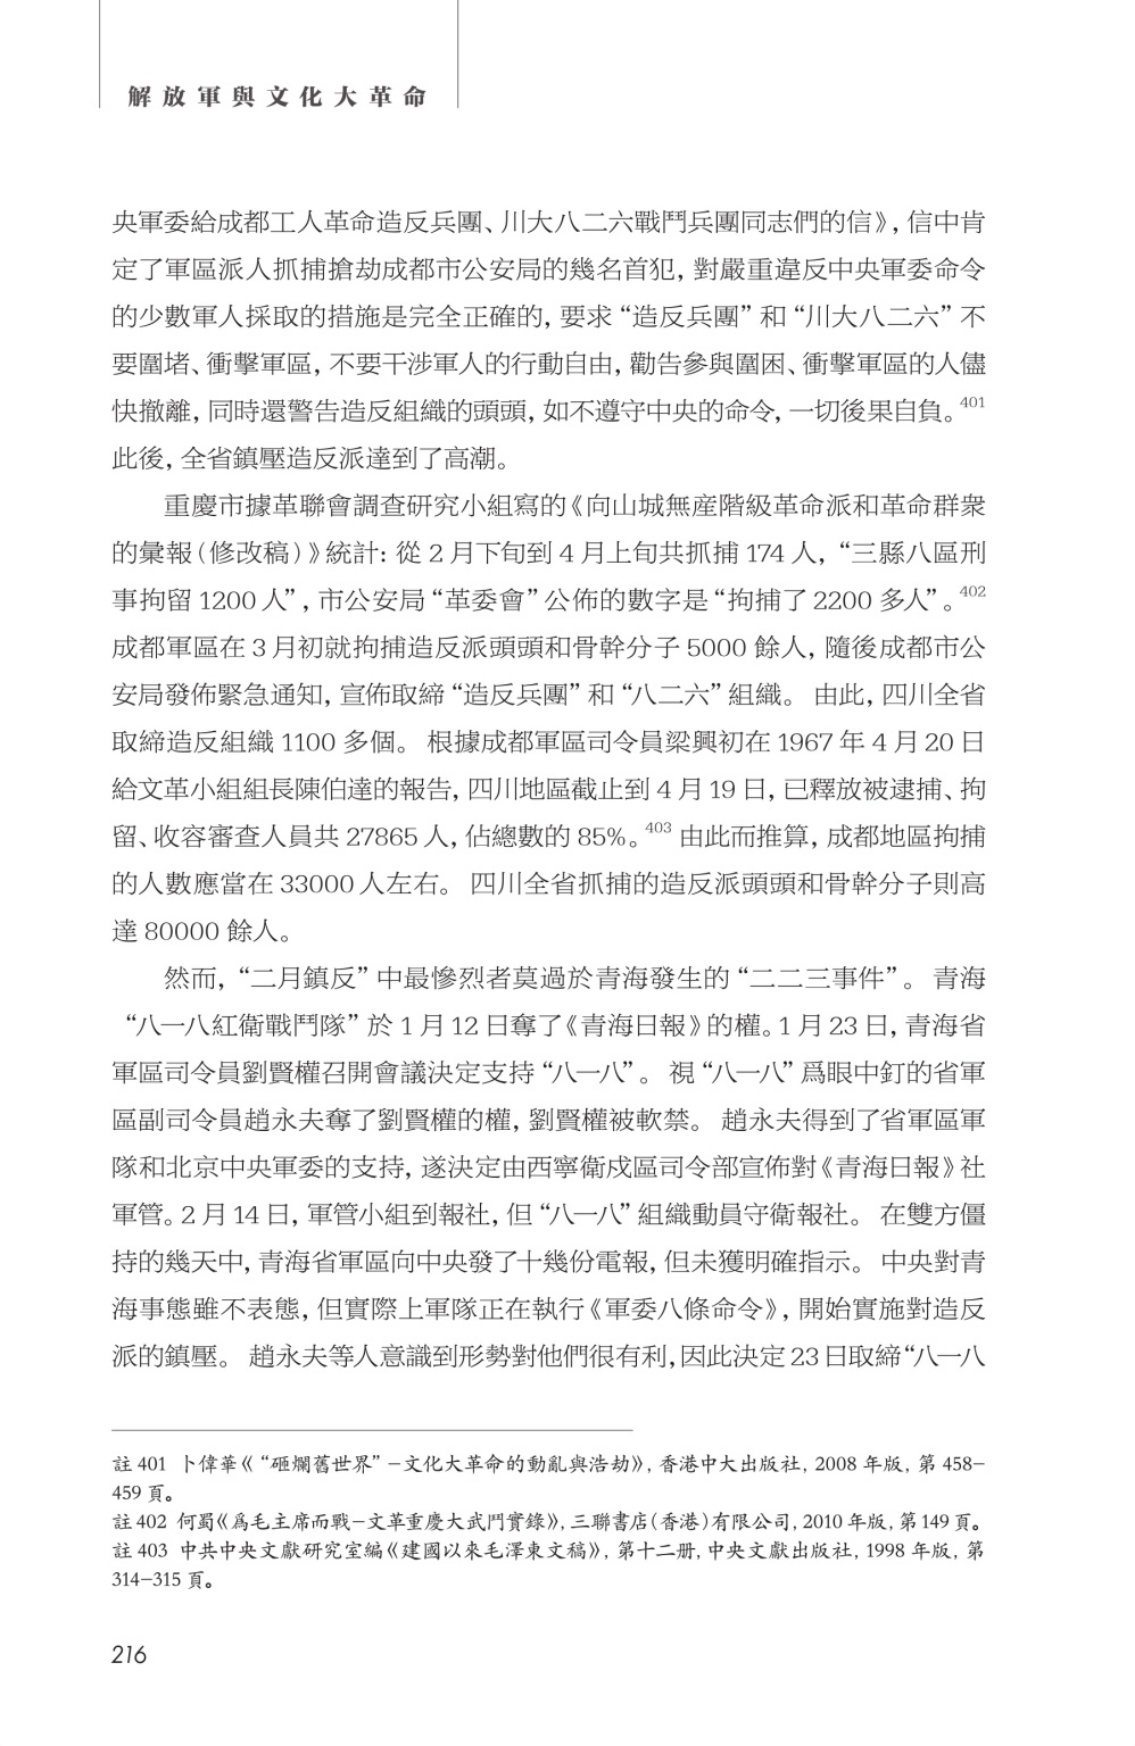 解放軍與文化大革命
央軍委給成都工人革命造反兵團、川大八二六戰鬥兵團同志們的信》，信中肯
定了軍區派人抓捕搶劫成都市公安局的幾名首犯，對嚴重違反中央軍委命令
的少數軍人採取的措施是完全正確的，要求“造反兵團”和“川大八二六”不
要圍堵、衝擊軍區，不要干涉軍人的行動自由，勸告參與圍困、衝擊軍區的人儘
快撤離，同時還警告造反組織的頭頭，如不遵守中央的命令，一切後果自負。401
此後，全省鎮壓造反派達到了高潮。
重慶市據革聯會調查研究小組寫的《向山城無産階級革命派和革命群衆
的彙報（修改稿）》統計：從 2 月下旬到 4 月上旬共抓捕 174 人，“三縣八區刑
事拘留 1200 人”，市公安局“革委會”公佈的數字是“拘捕了 2200 多人”。402
成都軍區在 3 月初就拘捕造反派頭頭和骨幹分子 5000 餘人，隨後成都市公
安局發佈緊急通知，宣佈取締“造反兵團”和“八二六”組織。 由此，四川全省
取締造反組織 1100 多個。 根據成都軍區司令員梁興初在 1967 年 4 月 20 日
給文革小組組長陳伯達的報告，四川地區截止到 4 月 19 日，已釋放被逮捕、拘
留、收容審查人員共 27865 人，佔總數的 85%。403 由此而推算，成都地區拘捕
的人數應當在 33000 人左右。 四川全省抓捕的造反派頭頭和骨幹分子則高
達 80000 餘人。
然而，“二月鎮反”中最慘烈者莫過於青海發生的“二二三事件”。 青海
“八一八紅衛戰鬥隊”於 1 月 12 日奪了《青海日報》的權。1 月 23 日，青海省
軍區司令員劉賢權召開會議決定支持“八一八”。 視“八一八”爲眼中釘的省軍
區副司令員趙永夫奪了劉賢權的權，劉賢權被軟禁。 趙永夫得到了省軍區軍
隊和北京中央軍委的支持，遂決定由西寧衛戍區司令部宣佈對《青海日報》社
軍管。2 月 14 日，軍管小組到報社，但“八一八”組織動員守衛報社。 在雙方僵
持的幾天中，青海省軍區向中央發了十幾份電報，但未獲明確指示。 中央對青
海事態雖不表態，但實際上軍隊正在執行《軍委八條命令》，開始實施對造反
派的鎮壓。 趙永夫等人意識到形勢對他們很有利，因此決定 23 日取締“八一八
註 401 卜偉華《“砸爛舊世界”－文化大革命的動亂與浩劫》，香港中大出版社，2008 年版，第 458－
459 頁。
註 402 何蜀《爲毛主席而戰－文革重慶大武鬥實錄》，三聯書店（香港）有限公司，2010 年版，第 149 頁。
註 403 中共中央文獻研究室編《建國以來毛澤東文稿》，第十二册，中央文獻出版社，1998 年版，第
314－315 頁。
216